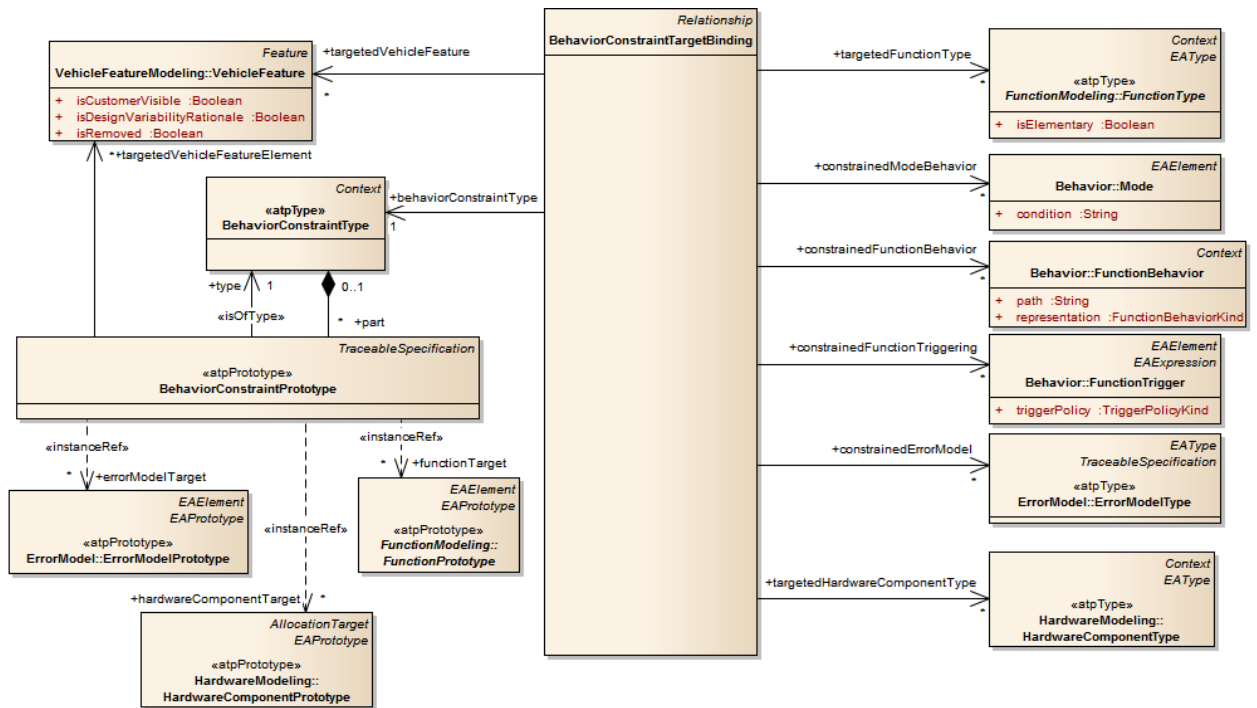 Relationship
BehaviorConstraintTargetBinding
Feature
VehicleFeatureModeling::VehicleFeature
+ isCustomerVisible :Boolean
+ isDesignVariabilityRationale :Boolean
+ isRemoved :Boolean
+targetedVehicleFeature
*
*+targetedVehicleFeatureElement
Context
«atpType»
BehaviorConstraintType
+behaviorConstraintType
1
+type
1
«isOfType»
0..1
*
+part
TraceableSpecification
«atpPrototype»
BehaviorConstraintPrototype
«instanceRef»
*
+errorModelTarget
EAElement
EAPrototype
«atpPrototype»
ErrorModel::ErrorModelPrototype
«instanceRef»
+hardwareComponentTarget
*
AllocationTarget
EAPrototype
«atpPrototype»
HardwareModeling::
HardwareComponentPrototype
«instanceRef»
*
+functionTarget
EAElement
EAPrototype
«atpPrototype»
FunctionModeling::
FunctionPrototype
+targetedFunctionType
*
Context
EAType
«atpType»
FunctionModeling::FunctionType
+ isElementary :Boolean
+constrainedModeBehavior
*
EAElement
Behavior::Mode
+ condition :String
+constrainedFunctionBehavior
*
Context
Behavior::FunctionBehavior
+ path :String
+ representation :FunctionBehaviorKind
+constrainedFunctionTriggering
*
EAElement
EAExpression
Behavior::FunctionTrigger
+ triggerPolicy :TriggerPolicyKind
+constrainedErrorModel
*
EAType
TraceableSpecification
«atpType»
ErrorModel::ErrorModelType
+targetedHardwareComponentType
*
Context
EAType
«atpType»
HardwareModeling::
HardwareComponentType